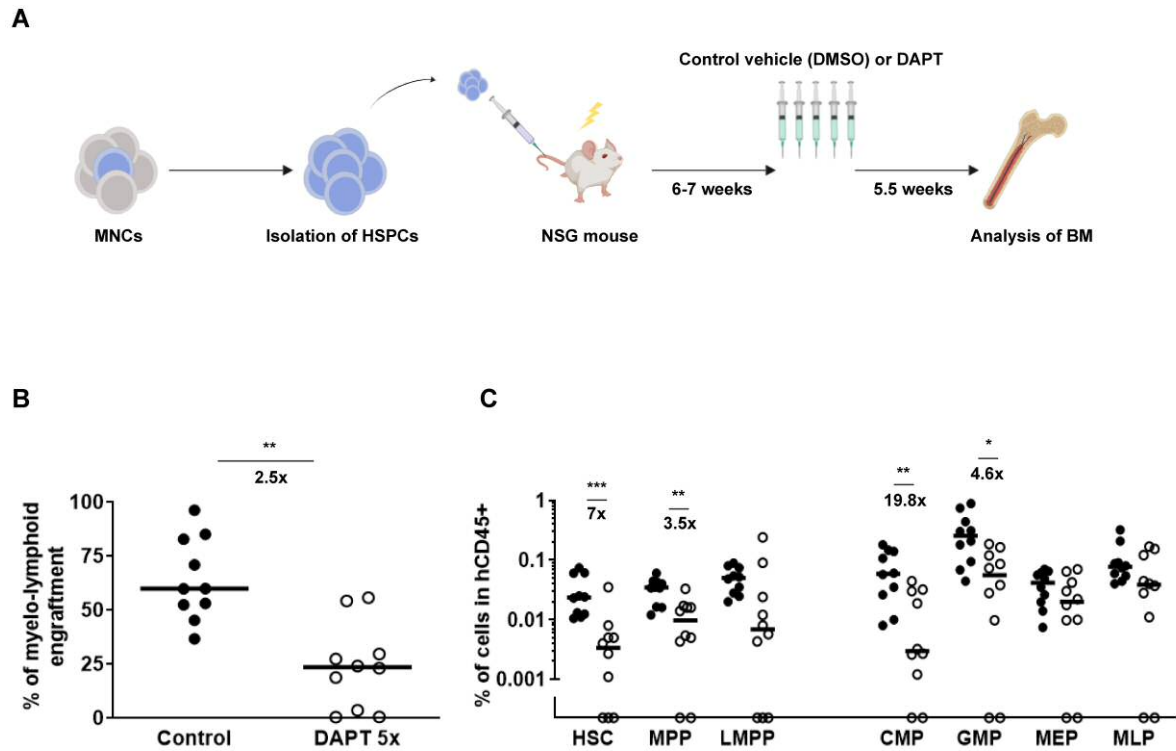 A
Control vehicle (DMSO) or DAPT
6-7 weeks
5.5 weeks
MNCs
Isolation of HSPCs
NSG mouse
Analysis of BM
B
**
2.5x
% of myelo-lymphoid
engraftment
100
75
50
25
0
Control
DAPT 5x
C
% of cells in hCD45+
1
0.1
0.01
0.001
***
7x
**
3.5x
**
19.8x
*
4.6x
HSC
MPP
LMPP
CMP
GMP
MEP
MLP